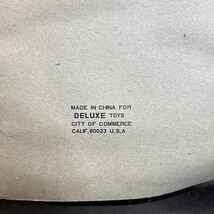 MADE IN CHINA FOR
DELUXE TOYS
CITY OF COMMERCE
CALIF, 90023 U.S.A